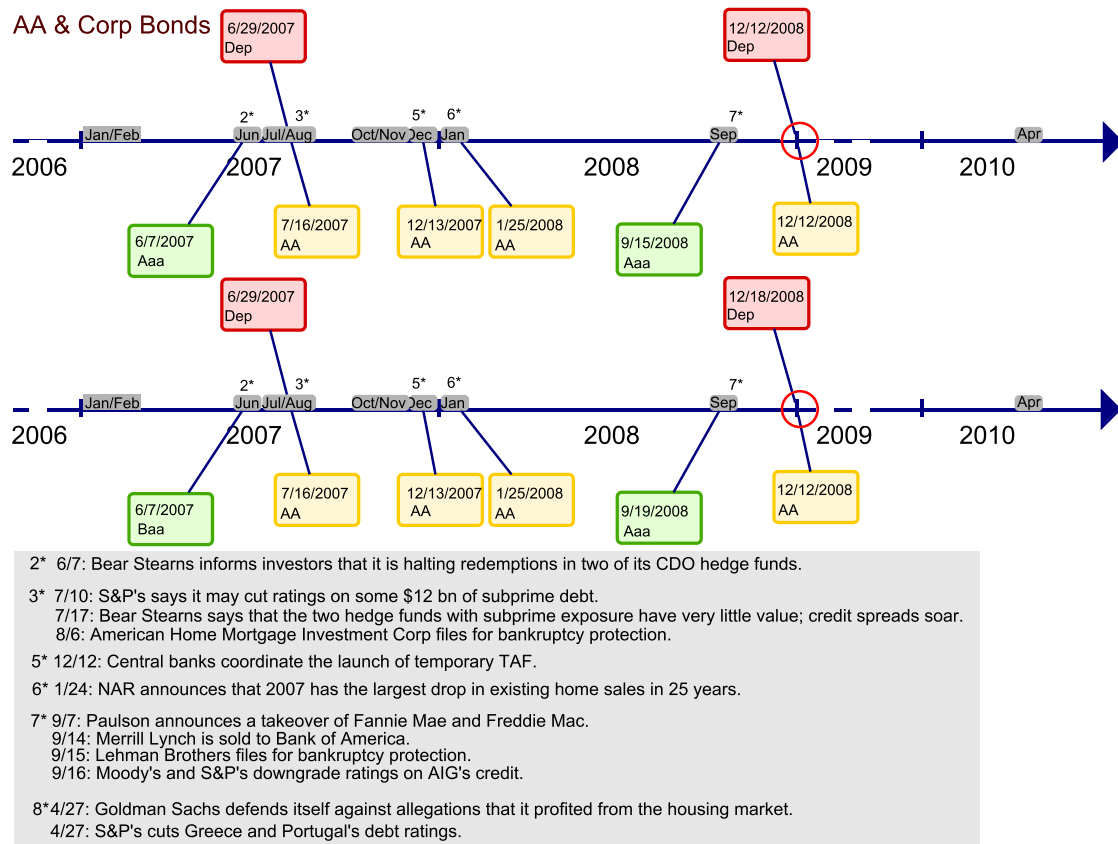 AA & Corp Bonds
6/29/2007
Dep
12/12/2008
Dep
2*
3*
5*
6*
7*
Jan/Feb
Jun
Jul/Aug
Oct/Nov
Dec
Jan
Sep
Apr
2006
2007
2008
2009
2010
6/7/2007
Aaa
7/16/2007
AA
12/13/2007
AA
1/25/2008
AA
9/15/2008
Aaa
12/12/2008
AA
6/29/2007
Dep
12/18/2008
Dep
2*
3*
5*
6*
7*
Jan/Feb
Jun
Jul/Aug
Oct/Nov
Dec
Jan
Sep
Apr
2006
2007
2008
2009
2010
6/7/2007
Baa
7/16/2007
AA
12/13/2007
AA
1/25/2008
AA
9/19/2008
Aaa
12/12/2008
AA
2* 6/7: Bear Stearns informs investors that it is halting redemptions in two of its CDO hedge funds.
3* 7/10: S&P's says it may cut ratings on some $12 bn of subprime debt.
7/17: Bear Stearns says that the two hedge funds with subprime exposure have very little value; credit spreads soar.
8/6: American Home Mortgage Investment Corp files for bankruptcy protection.
5* 12/12: Central banks coordinate the launch of temporary TAF.
6* 1/24: NAR announces that 2007 has the largest drop in existing home sales in 25 years.
7* 9/7: Paulson announces a takeover of Fannie Mae and Freddie Mac.
9/14: Merrill Lynch is sold to Bank of America.
9/15: Lehman Brothers files for bankruptcy protection.
9/16: Moody's and S&P's downgrade ratings on AIG's credit.
8* 4/27: Goldman Sachs defends itself against allegations that it profited from the housing market.
4/27: S&P's cuts Greece and Portugal's debt ratings.